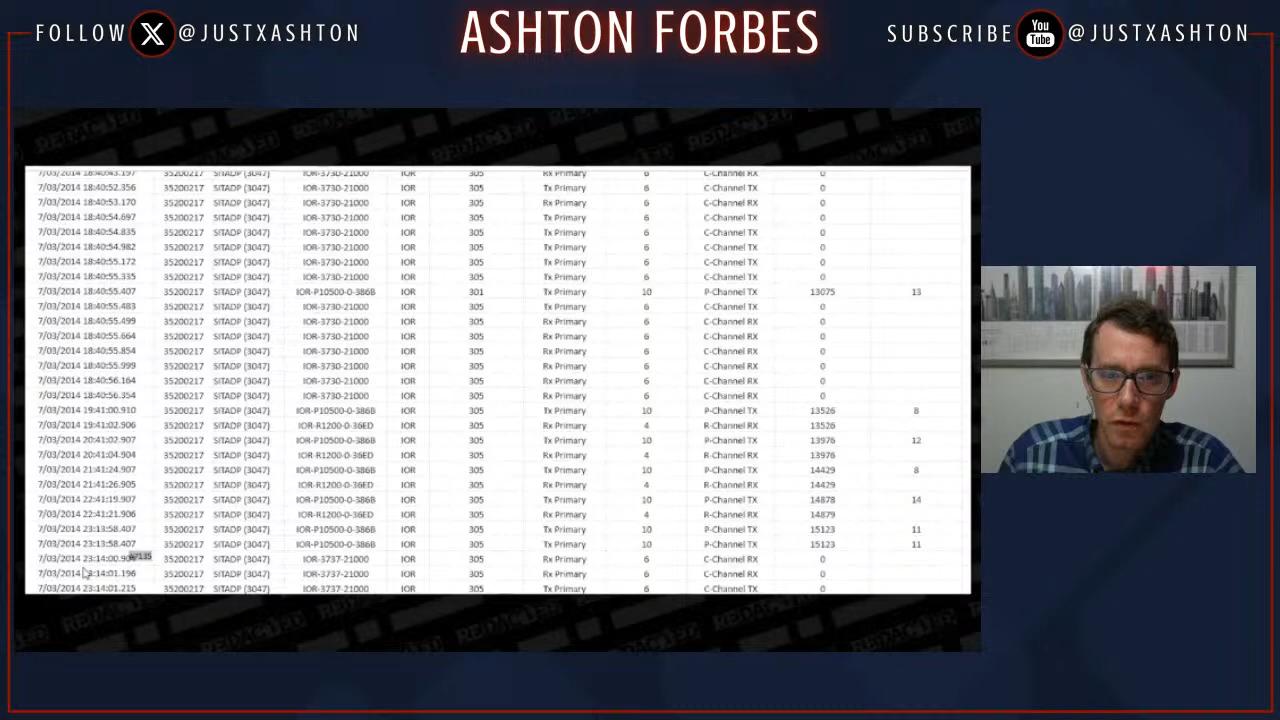 FOLLOW @JUSTXASHTON
ASHTON FORBES
SUBSCRIBE You Tube @JUSTXASHTON
7/03/2014 18:40:43.197 35200217 SITADP (3047) IOR-3730-21000 IOR 305 Rx Primary 6 C-Channel RX 0
7/03/2014 18:40:52.356 35200217 SITADP (3047) IOR-3730-21000 IOR 305 Tx Primary 6 C-Channel TX 0
7/03/2014 18:40:53.170 35200217 SITADP (3047) IOR-3730-21000 IOR 305 Rx Primary 6 C-Channel RX 0
7/03/2014 18:40:54.697 35200217 SITADP (3047) IOR-3730-21000 IOR 305 Tx Primary 6 C-Channel TX 0
7/03/2014 18:40:54.835 35200217 SITADP (3047) IOR-3730-21000 IOR 305 Tx Primary 6 C-Channel TX 0
7/03/2014 18:40:54.982 35200217 SITADP (3047) IOR-3730-21000 IOR 305 Tx Primary 6 C-Channel TX 0
7/03/2014 18:40:55.172 35200217 SITADP (3047) IOR-3730-21000 IOR 305 Tx Primary 6 C-Channel TX 0
7/03/2014 18:40:55.335 35200217 SITADP (3047) IOR-3730-21000 IOR 305 Tx Primary 6 C-Channel TX 0
7/03/2014 18:40:55.407 35200217 SITADP (3047) IOR-P10500-0-386B IOR 301 Tx Primary 10 P-Channel TX 13075 13
7/03/2014 18:40:55.483 35200217 SITADP (3047) IOR-3730-21000 IOR 305 Tx Primary 6 C-Channel TX 0
7/03/2014 18:40:55.499 35200217 SITADP (3047) IOR-3730-21000 IOR 305 Rx Primary 6 C-Channel RX 0
7/03/2014 18:40:55.664 35200217 SITADP (3047) IOR-3730-21000 IOR 305 Rx Primary 6 C-Channel RX 0
7/03/2014 18:40:55.854 35200217 SITADP (3047) IOR-3730-21000 IOR 305 Rx Primary 6 C-Channel RX 0
7/03/2014 18:40:55.999 35200217 SITADP (3047) IOR-3730-21000 IOR 305 Rx Primary 6 C-Channel RX 0
7/03/2014 18:40:56.164 35200217 SITADP (3047) IOR-3730-21000 IOR 305 Rx Primary 6 C-Channel RX 0
7/03/2014 18:40:56.354 35200217 SITADP (3047) IOR-3730-21000 IOR 305 Rx Primary 6 C-Channel RX 0
7/03/2014 19:41:00.910 35200217 SITADP (3047) IOR-P10500-0-386B IOR 305 Tx Primary 10 P-Channel TX 13526 8
7/03/2014 19:41:02.906 35200217 SITADP (3047) IOR-R1200-0-36ED IOR 305 Rx Primary 4 R-Channel RX 13526
7/03/2014 20:41:02.907 35200217 SITADP (3047) IOR-P10500-0-386B IOR 305 Tx Primary 10 P-Channel TX 13976 12
7/03/2014 20:41:04.904 35200217 SITADP (3047) IOR-R1200-0-36ED IOR 305 Rx Primary 4 R-Channel RX 13976
7/03/2014 21:41:24.907 35200217 SITADP (3047) IOR-P10500-0-386B IOR 305 Tx Primary 10 P-Channel TX 14429 8
7/03/2014 21:41:26.905 35200217 SITADP (3047) IOR-R1200-0-36ED IOR 305 Rx Primary 4 R-Channel RX 14429
7/03/2014 22:41:19.907 35200217 SITADP (3047) IOR-P10500-0-386B IOR 305 Tx Primary 10 P-Channel TX 14878 14
7/03/2014 22:41:21.906 35200217 SITADP (3047) IOR-R1200-0-36ED IOR 305 Rx Primary 4 R-Channel RX 14879
7/03/2014 23:13:58.407 35200217 SITADP (3047) IOR-P10500-0-386B IOR 305 Tx Primary 10 P-Channel TX 15123 11
7/03/2014 23:13:58.407 35200217 SITADP (3047) IOR-P10500-0-386B IOR 305 Tx Primary 10 P-Channel TX 15123 11
7/03/2014 35200217 SITADP (3047) IOR-3737-21000 IOR 305 Rx Primary 6 C-Channel RX 0
7/03/2014 35200217 SITADP (3047) IOR-3737-21000 IOR 305 Rx Primary 6 C-Channel RX 0
7/03/2014 23:14:01.215 35200217 SITADP (3047) IOR-3737-21000 IOR 305 Tx Primary 6 C-Channel TX 0
REDACTED